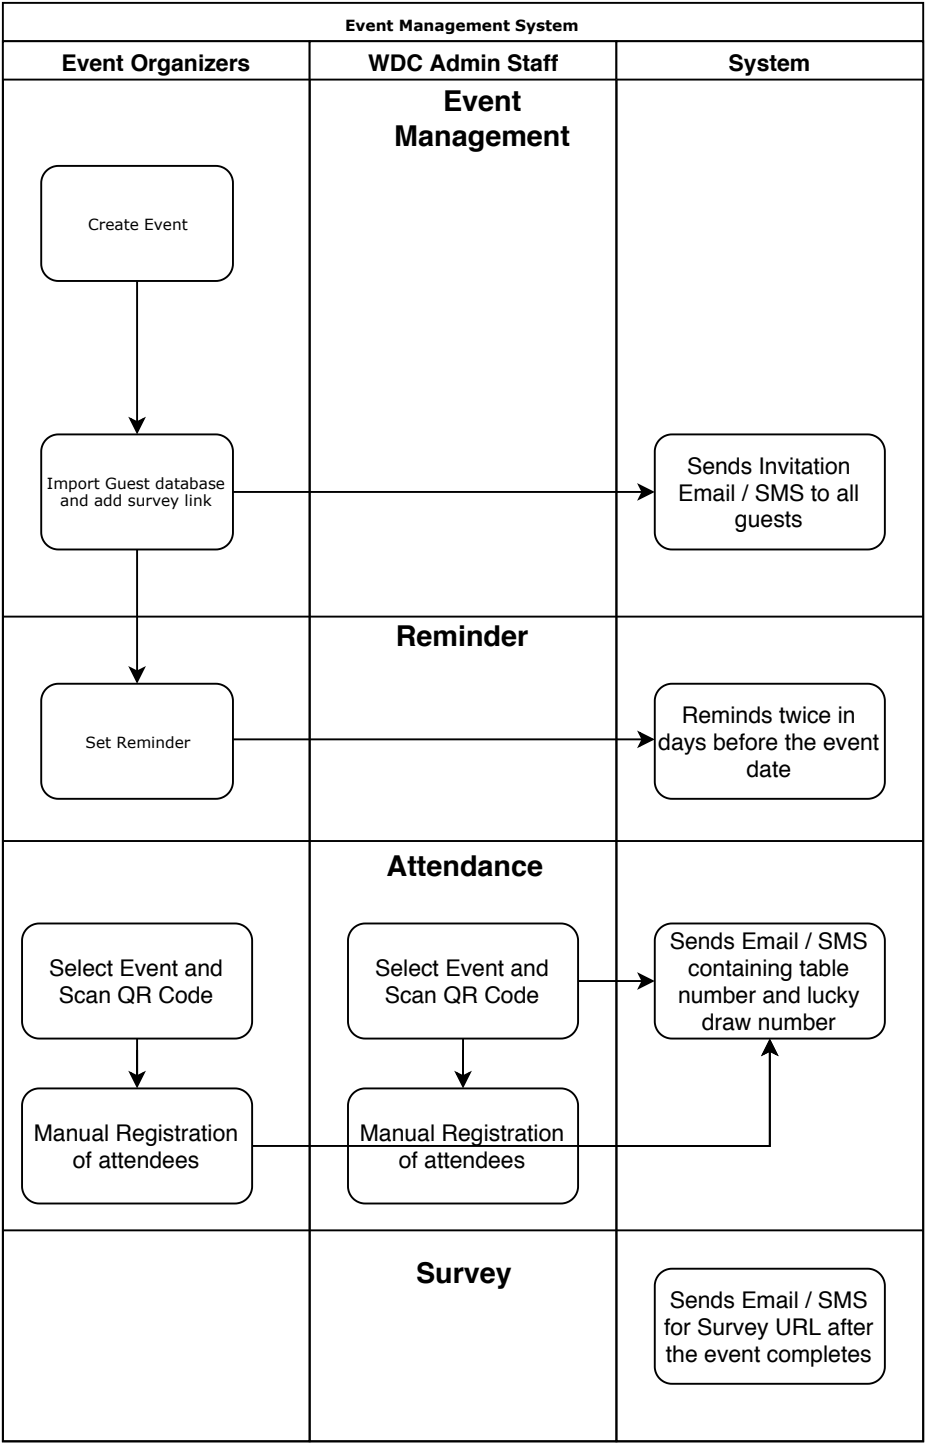 Event Management System
Event Organizers
WDC Admin Staff
System
Event
Management
Create Event
Import Guest database
and add survey link
Sends Invitation
Email / SMS to all
guests
Reminder
Set Reminder
Reminds twice in
days before the event
date
Attendance
Select Event and
Scan QR Code
Select Event and
Scan QR Code
Sends Email / SMS
containing table
number and lucky
draw number
Manual Registration
of attendees
Manual Registration
of attendees
Survey
Sends Email / SMS
for Survey URL after
the event completes